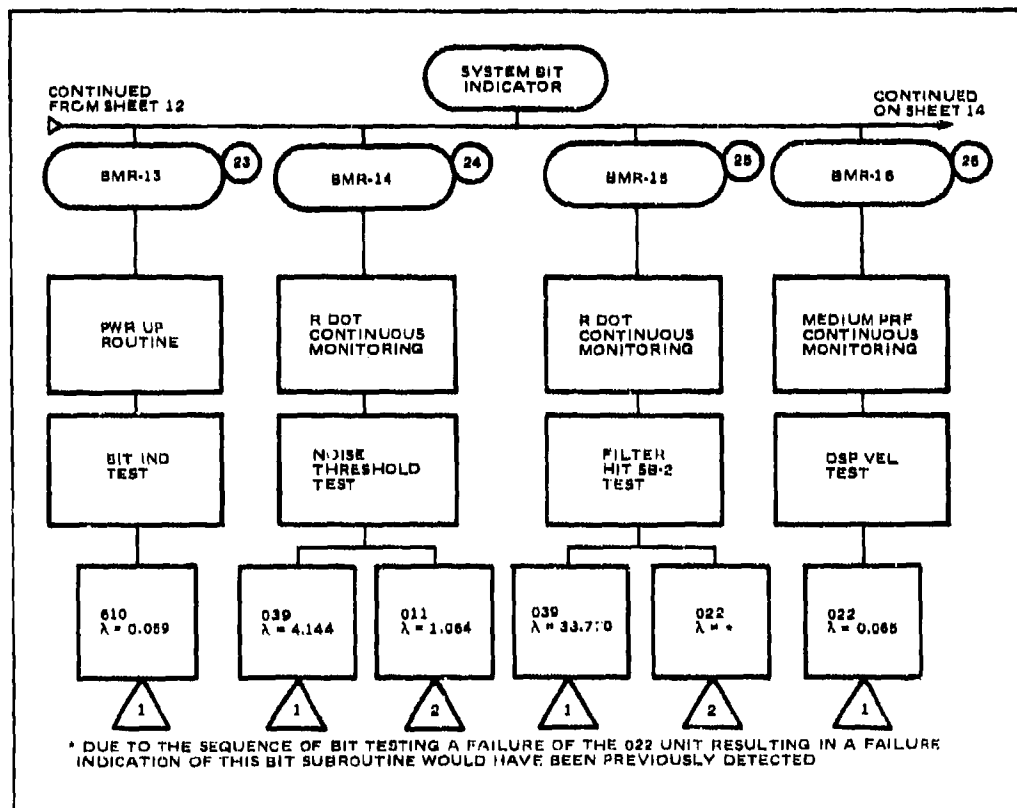 SYSTEM BIT
INDICATOR
CONTINUED
FROM SHEET 12
CONTINUED
ON SHEET 14
BMR-13
23
BMR-14
24
BMR-15
25
BMR-16
26
PWR UP
ROUTINE
R DOT
CONTINUOUS
MONITORING
R DOT
CONTINUOUS
MONITORING
MEDIUM PRF
CONTINUOUS
MONITORING
BIT IND
TEST
NOISE
THRESHOLD
TEST
FILTER
HIT SB-2
TEST
DSP VEL
TEST
610
λ = 0.059
039
λ = 4.144
011
λ = 1.064
039
λ = 33.770
022
λ = *
022
λ = 0.065
1
1
2
1
2
1
* DUE TO THE SEQUENCE OF BIT TESTING A FAILURE OF THE 022 UNIT RESULTING IN A FAILURE
INDICATION OF THIS BIT SUBROUTINE WOULD HAVE BEEN PREVIOUSLY DETECTED